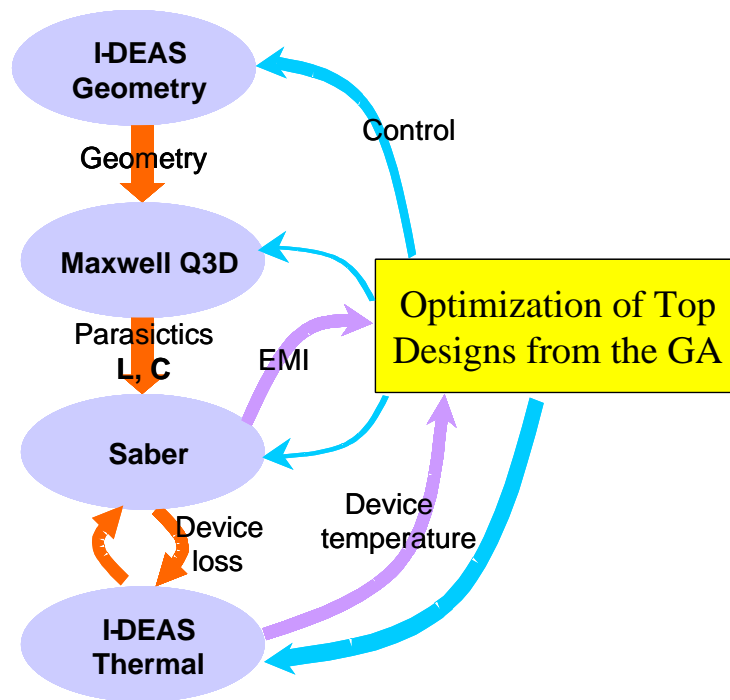 I-DEAS
Geometry
Control
Geometry
Maxwell Q3D
Optimization of Top
Designs from the GA
Parasictics
L, C
EMI
Saber
Device
loss
Device
temperature
I-DEAS
Thermal